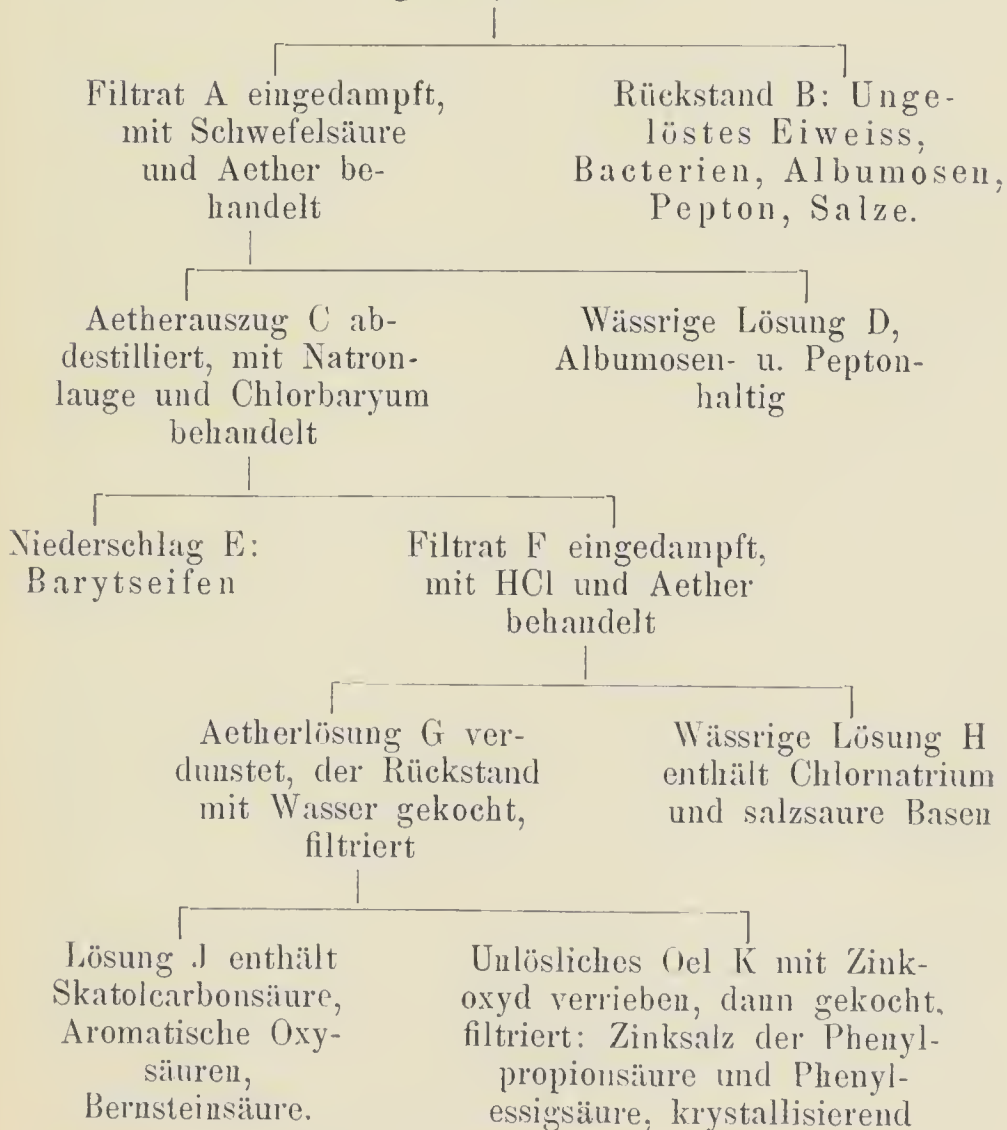 Filtrat A eingedampft,
mit Schwefelsäure
und Aether be-
handelt
Rückstand B: Unge-
löstes Eiweiss,
Bacterien, Albumosen,
Pepton, Salze.
Aetherauszug C ab-
destilliert, mit Natron-
lauge und Chlorbaryum
behandelt
Wässrige Lösung D,
Albumosen- u. Pepton-
haltig
Niederschlag E:
Barytseifen
Filtrat F eingedampft,
mit HCl und Aether
behandelt
Aetherlösung G ver-
dunstet, der Rückstand
mit Wasser gekocht,
filtriert
Wässrige Lösung H
enthält Chlornatrium
und salzsaure Basen
Lösung J enthält
Skatolcarbonsäure,
Aromatische Oxy-
säuren,
Bernsteinsäure.
Unlösliches Oel K mit Zink-
oxyd verrieben, dann gekocht,
filtriert: Zinksalz der Phenyl-
propionsäure und Phenyl-
essigsäure, krystallisierend